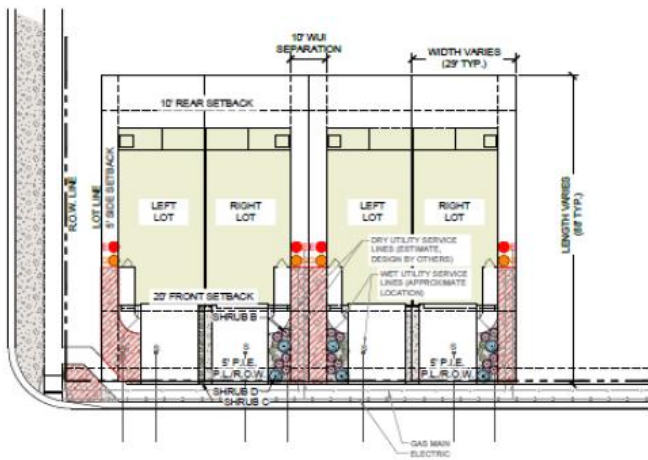 10' WUI
SEPARATION
WIDTH VARIES
(29' TYP.)
10' REAR SETBACK
R.O.W. LINE
LOT LINE
5' SIDE SETBACK
LEFT
LOT
RIGHT
LOT
LEFT
LOT
RIGHT
LOT
LENGTH VARIES
DRY UTILITY SERVICE
LINES (ESTIMATE,
DESIGN BY OTHERS)
WET UTILITY SERVICE
LINES (APPROXIMATE
LOCATION)
20' FRONT SETBACK
SHRUB B
S
S
S
S
5' P.I.E.
P.L./R.O.W.
5' P.I.E.
P.L./R.O.W.
SHRUB D
SHRUB C
GAS MAIN
ELECTRIC